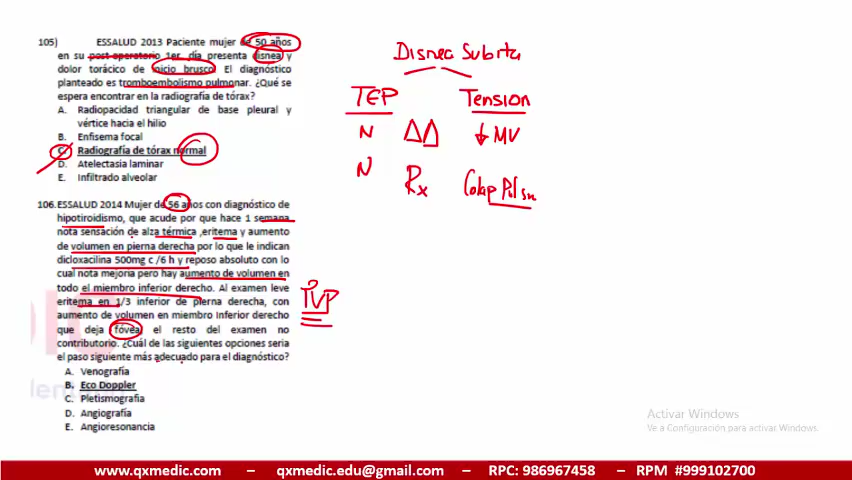 105) ESSALUD 2013 Paciente mujer de 50 años
en su post-operatorio 1er. día presenta disnea y
dolor torácico de inicio brusco. El diagnóstico
planteado es tromboembolismo pulmonar. ¿Qué se
espera encontrar en la radiografía de tórax?
A. Radiopacidad triangular de base pleural y
vértice hacia el hilio
B. Enfisema focal
C. Radiografía de tórax normal
D. Atelectasia laminar
E. Infiltrado alveolar
106. ESSALUD 2014 Mujer de 56 años con diagnóstico de
hipotiroidismo, que acude por que hace 1 semana
nota sensación de alza térmica ,eritema y aumento
de volumen en pierna derecha por lo que le indican
dicloxacilina 500mg c /6 h y reposo absoluto con lo
cual nota mejoría pero hay aumento de volumen en
todo el miembro inferior derecho. Al examen leve
eritema en 1/3 inferior de pierna derecha, con
aumento de volumen en miembro Inferior derecho
que deja fóvea, el resto del examen no
contributorio. ¿Cuál de las siguientes opciones seria
el paso siguiente más adecuado para el diagnóstico?
A. Venografía
B. Eco Doppler
C. Pletismografia
D. Angiografía
E. Angioresonancia
Disnea Subita
TEP Tension
N ΔΔ ↓ MV
N Rx Colap Pulm
TVP
Activar Windows
Ve a Configuración para activar Windows.
www.qxmedic.com – qxmedic.edu@gmail.com – RPC: 986967458 – RPM #999102700